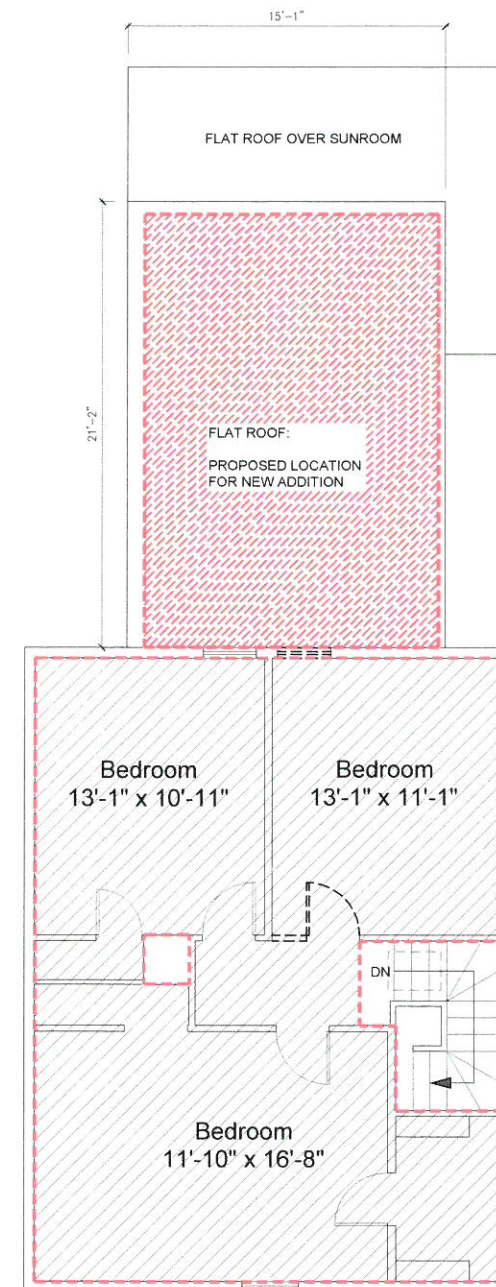 15'-1"
FLAT ROOF OVER SUNROOM
21'-2"
FLAT ROOF:
PROPOSED LOCATION
FOR NEW ADDITION
Bedroom
13'-1" x 10'-11"
Bedroom
13'-1" x 11'-1"
DN
Bedroom
11'-10" x 16'-8"